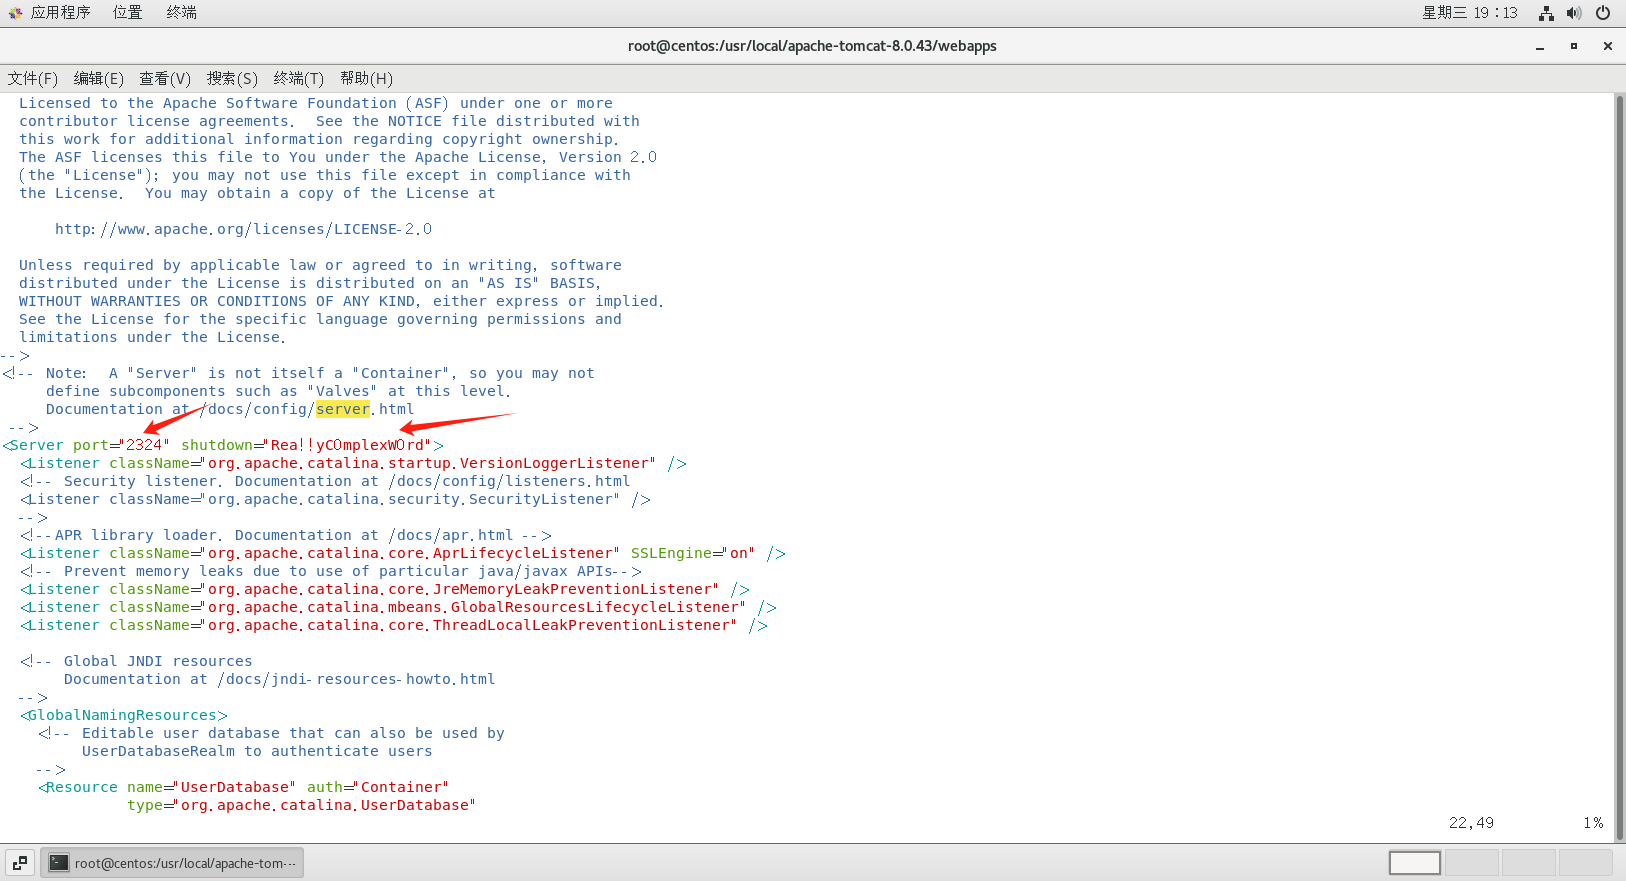 应用程序 位置 终端 星期三 19：13
root@centos:/usr/local/apache-tomcat-8.0.43/webapps
文件(F) 编辑(E) 查看(V) 搜索(S) 终端(T) 帮助(H)
Licensed to the Apache Software Foundation (ASF) under one or more
contributor license agreements.  See the NOTICE file distributed with
this work for additional information regarding copyright ownership.
The ASF licenses this file to You under the Apache License, Version 2.0
(the "License"); you may not use this file except in compliance with
the License.  You may obtain a copy of the License at
http://www.apache.org/licenses/LICENSE-2.0
Unless required by applicable law or agreed to in writing, software
distributed under the License is distributed on an "AS IS" BASIS,
WITHOUT WARRANTIES OR CONDITIONS OF ANY KIND, either express or implied.
See the License for the specific language governing permissions and
limitations under the License.
-->
<!-- Note:  A "Server" is not itself a "Container", so you may not
define subcomponents such as "Valves" at this level.
Documentation at /docs/config/server.html
-->
<Server port="2324" shutdown="Rea!!yC0mplexW0rd">
<Listener className="org.apache.catalina.startup.VersionLoggerListener" />
<!-- Security listener. Documentation at /docs/config/listeners.html
<Listener className="org.apache.catalina.security.SecurityListener" />
-->
<!--APR library loader. Documentation at /docs/apr.html -->
<Listener className="org.apache.catalina.core.AprLifecycleListener" SSLEngine="on" />
<!-- Prevent memory leaks due to use of particular java/javax APIs-->
<Listener className="org.apache.catalina.core.JreMemoryLeakPreventionListener" />
<Listener className="org.apache.catalina.mbeans.GlobalResourcesLifecycleListener" />
<Listener className="org.apache.catalina.core.ThreadLocalLeakPreventionListener" />
<!-- Global JNDI resources
Documentation at /docs/jndi-resources-howto.html
-->
<GlobalNamingResources>
<!-- Editable user database that can also be used by
UserDatabaseRealm to authenticate users
-->
<Resource name="UserDatabase" auth="Container"
type="org.apache.catalina.UserDatabase"
22,49 1%
root@centos:/usr/local/apache-tom···